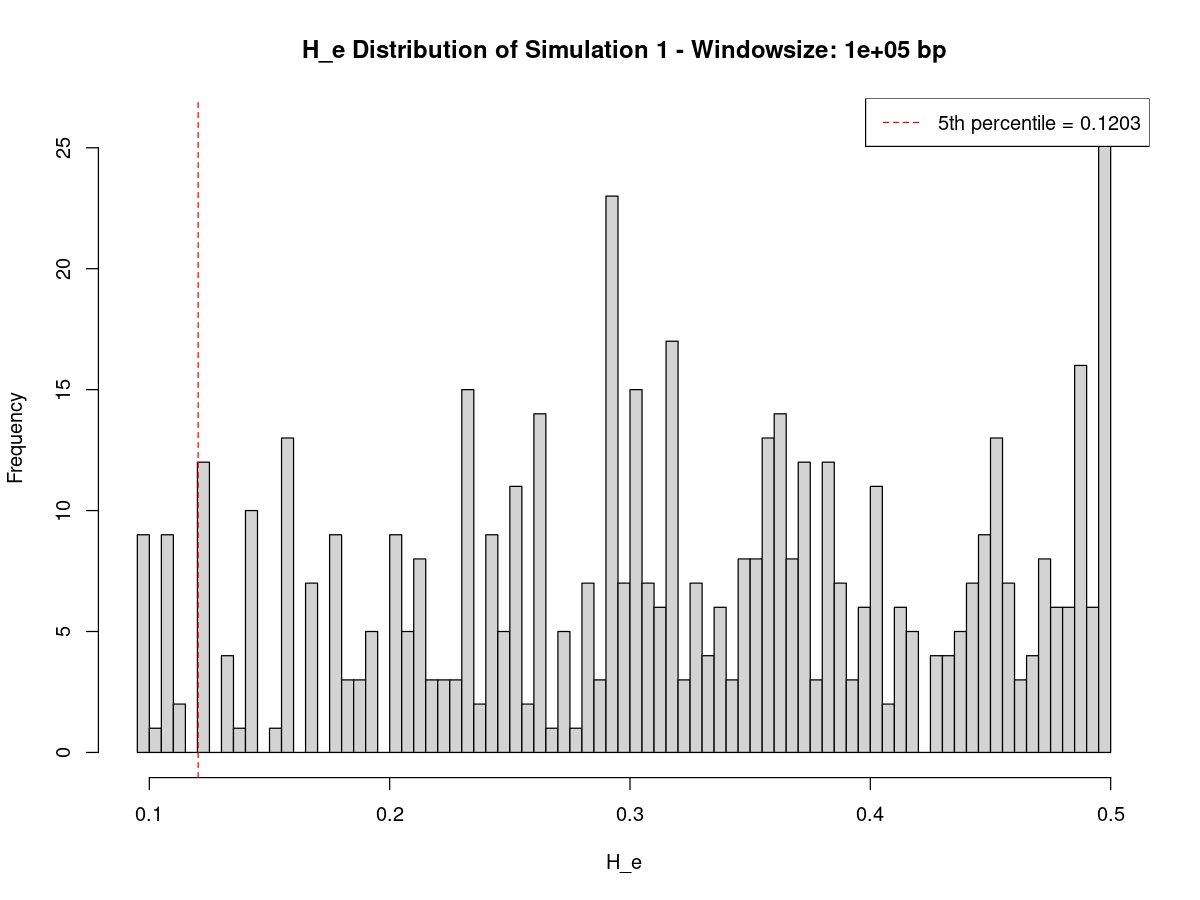 H_e Distribution of Simulation 1 - Windowsize: 1e+05 bp
5th percentile = 0.1203
25
20
15
10
5
0
Frequency
0.1 0.2 0.3 0.4 0.5
H_e